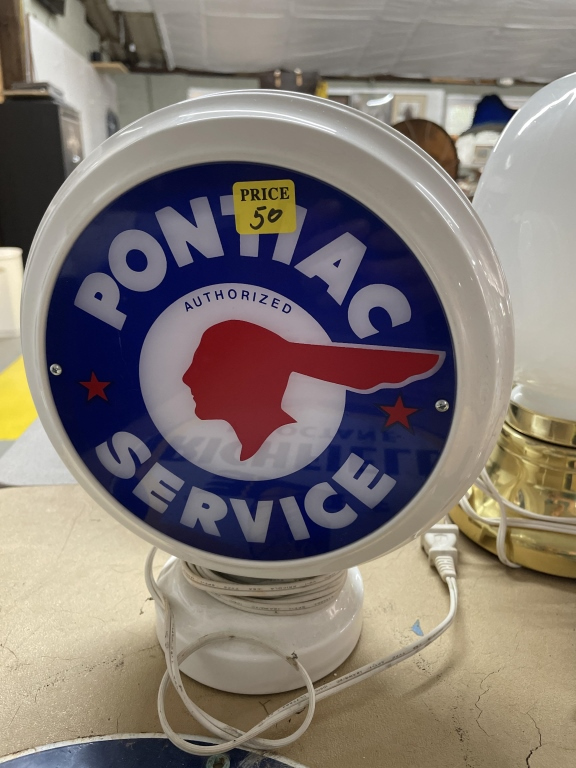 PRICE
50
PONTIAC
AUTHORIZED
SERVICE